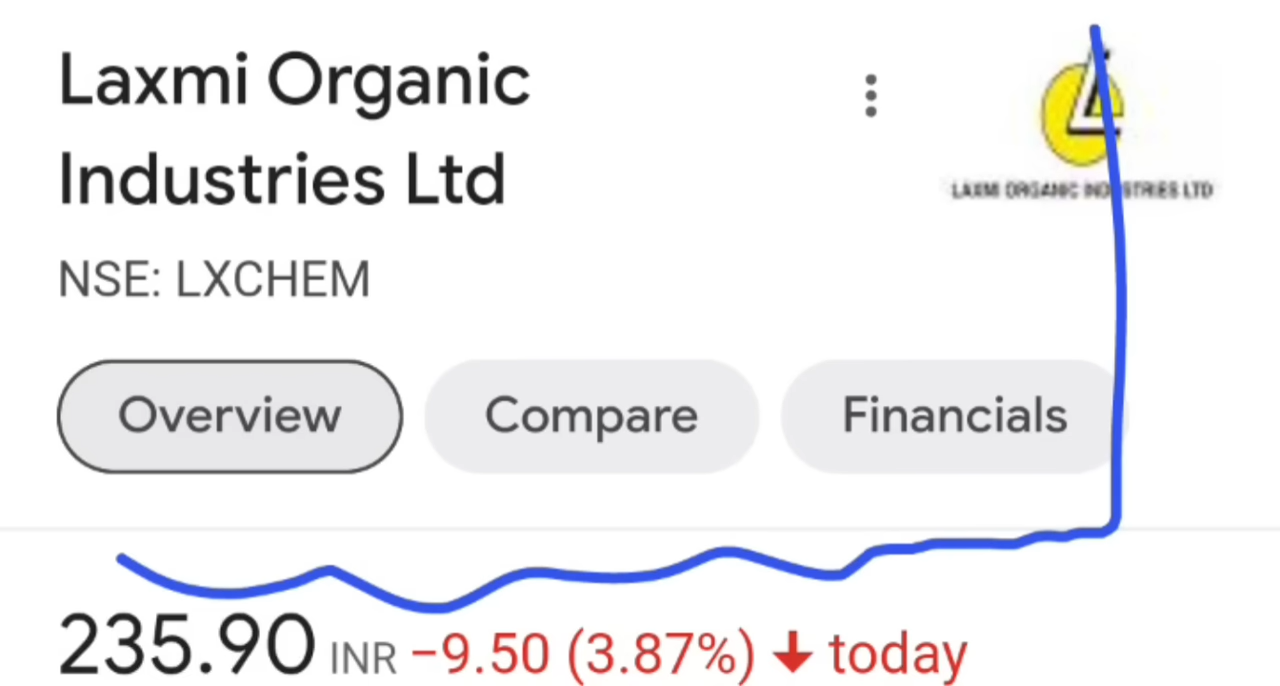 Laxmi Organic
Industries Ltd
LAXMI ORGANIC INDUSTRIES LTD
NSE: LXCHEM
Overview Compare Financials
235.90 INR −9.50 (3.87%) ↓ today